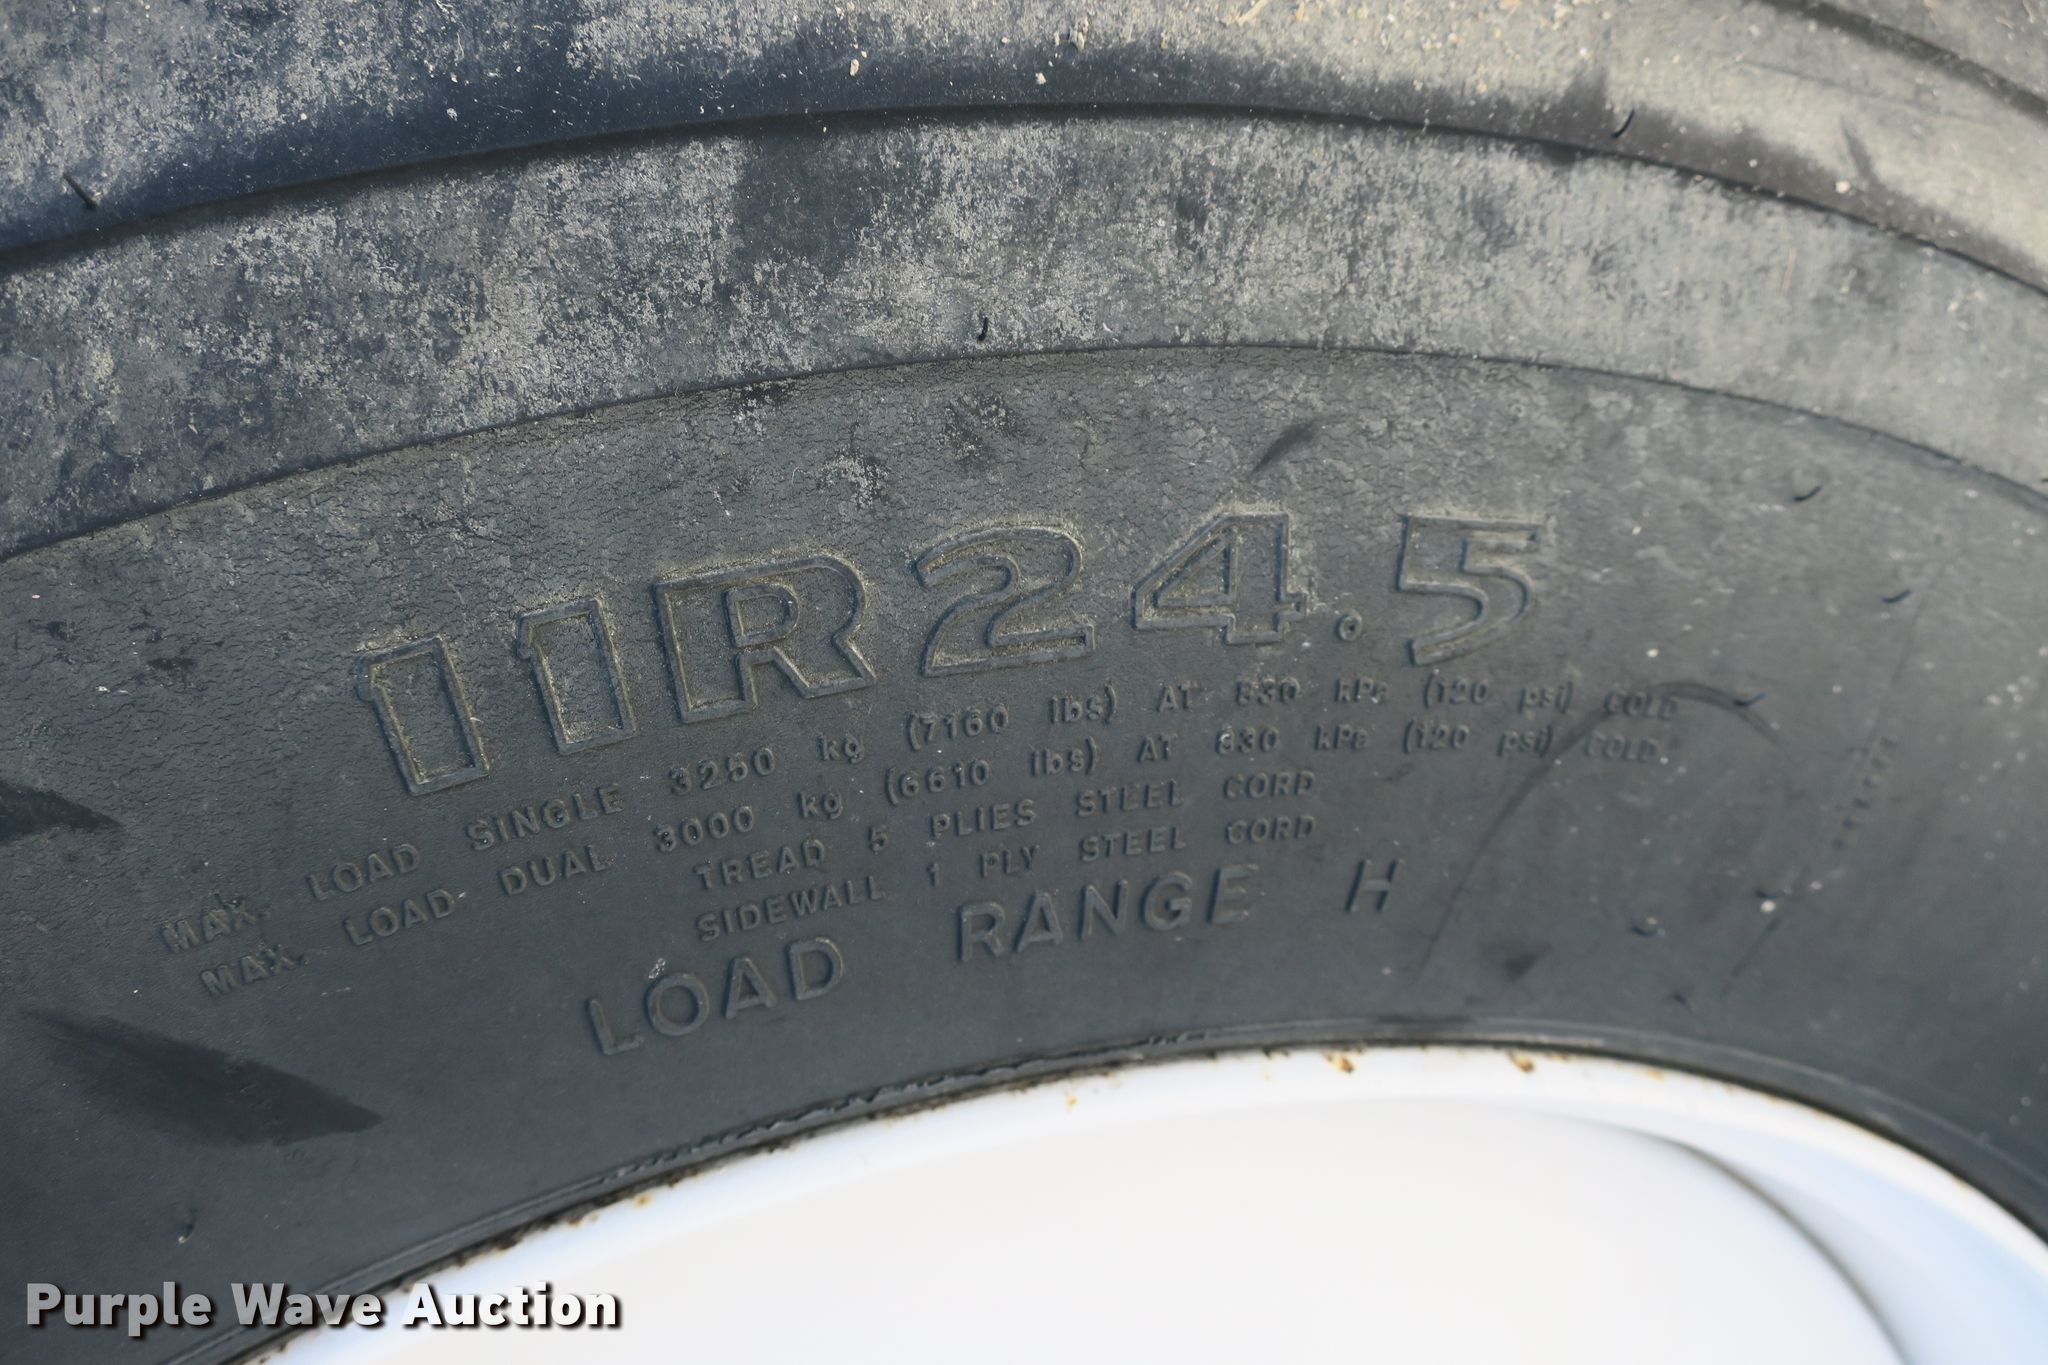 11R24.5
MAX. LOAD SINGLE 3250 kg (7160 lbs) AT 830 kPa (120 psi) COLD
MAX. LOAD DUAL 3000 kg (6610 lbs) AT 830 kPa (120 psi) COLD
TREAD 5 PLIES STEEL CORD
SIDEWALL 1 PLY STEEL CORD
LOAD RANGE H
Purple Wave Auction